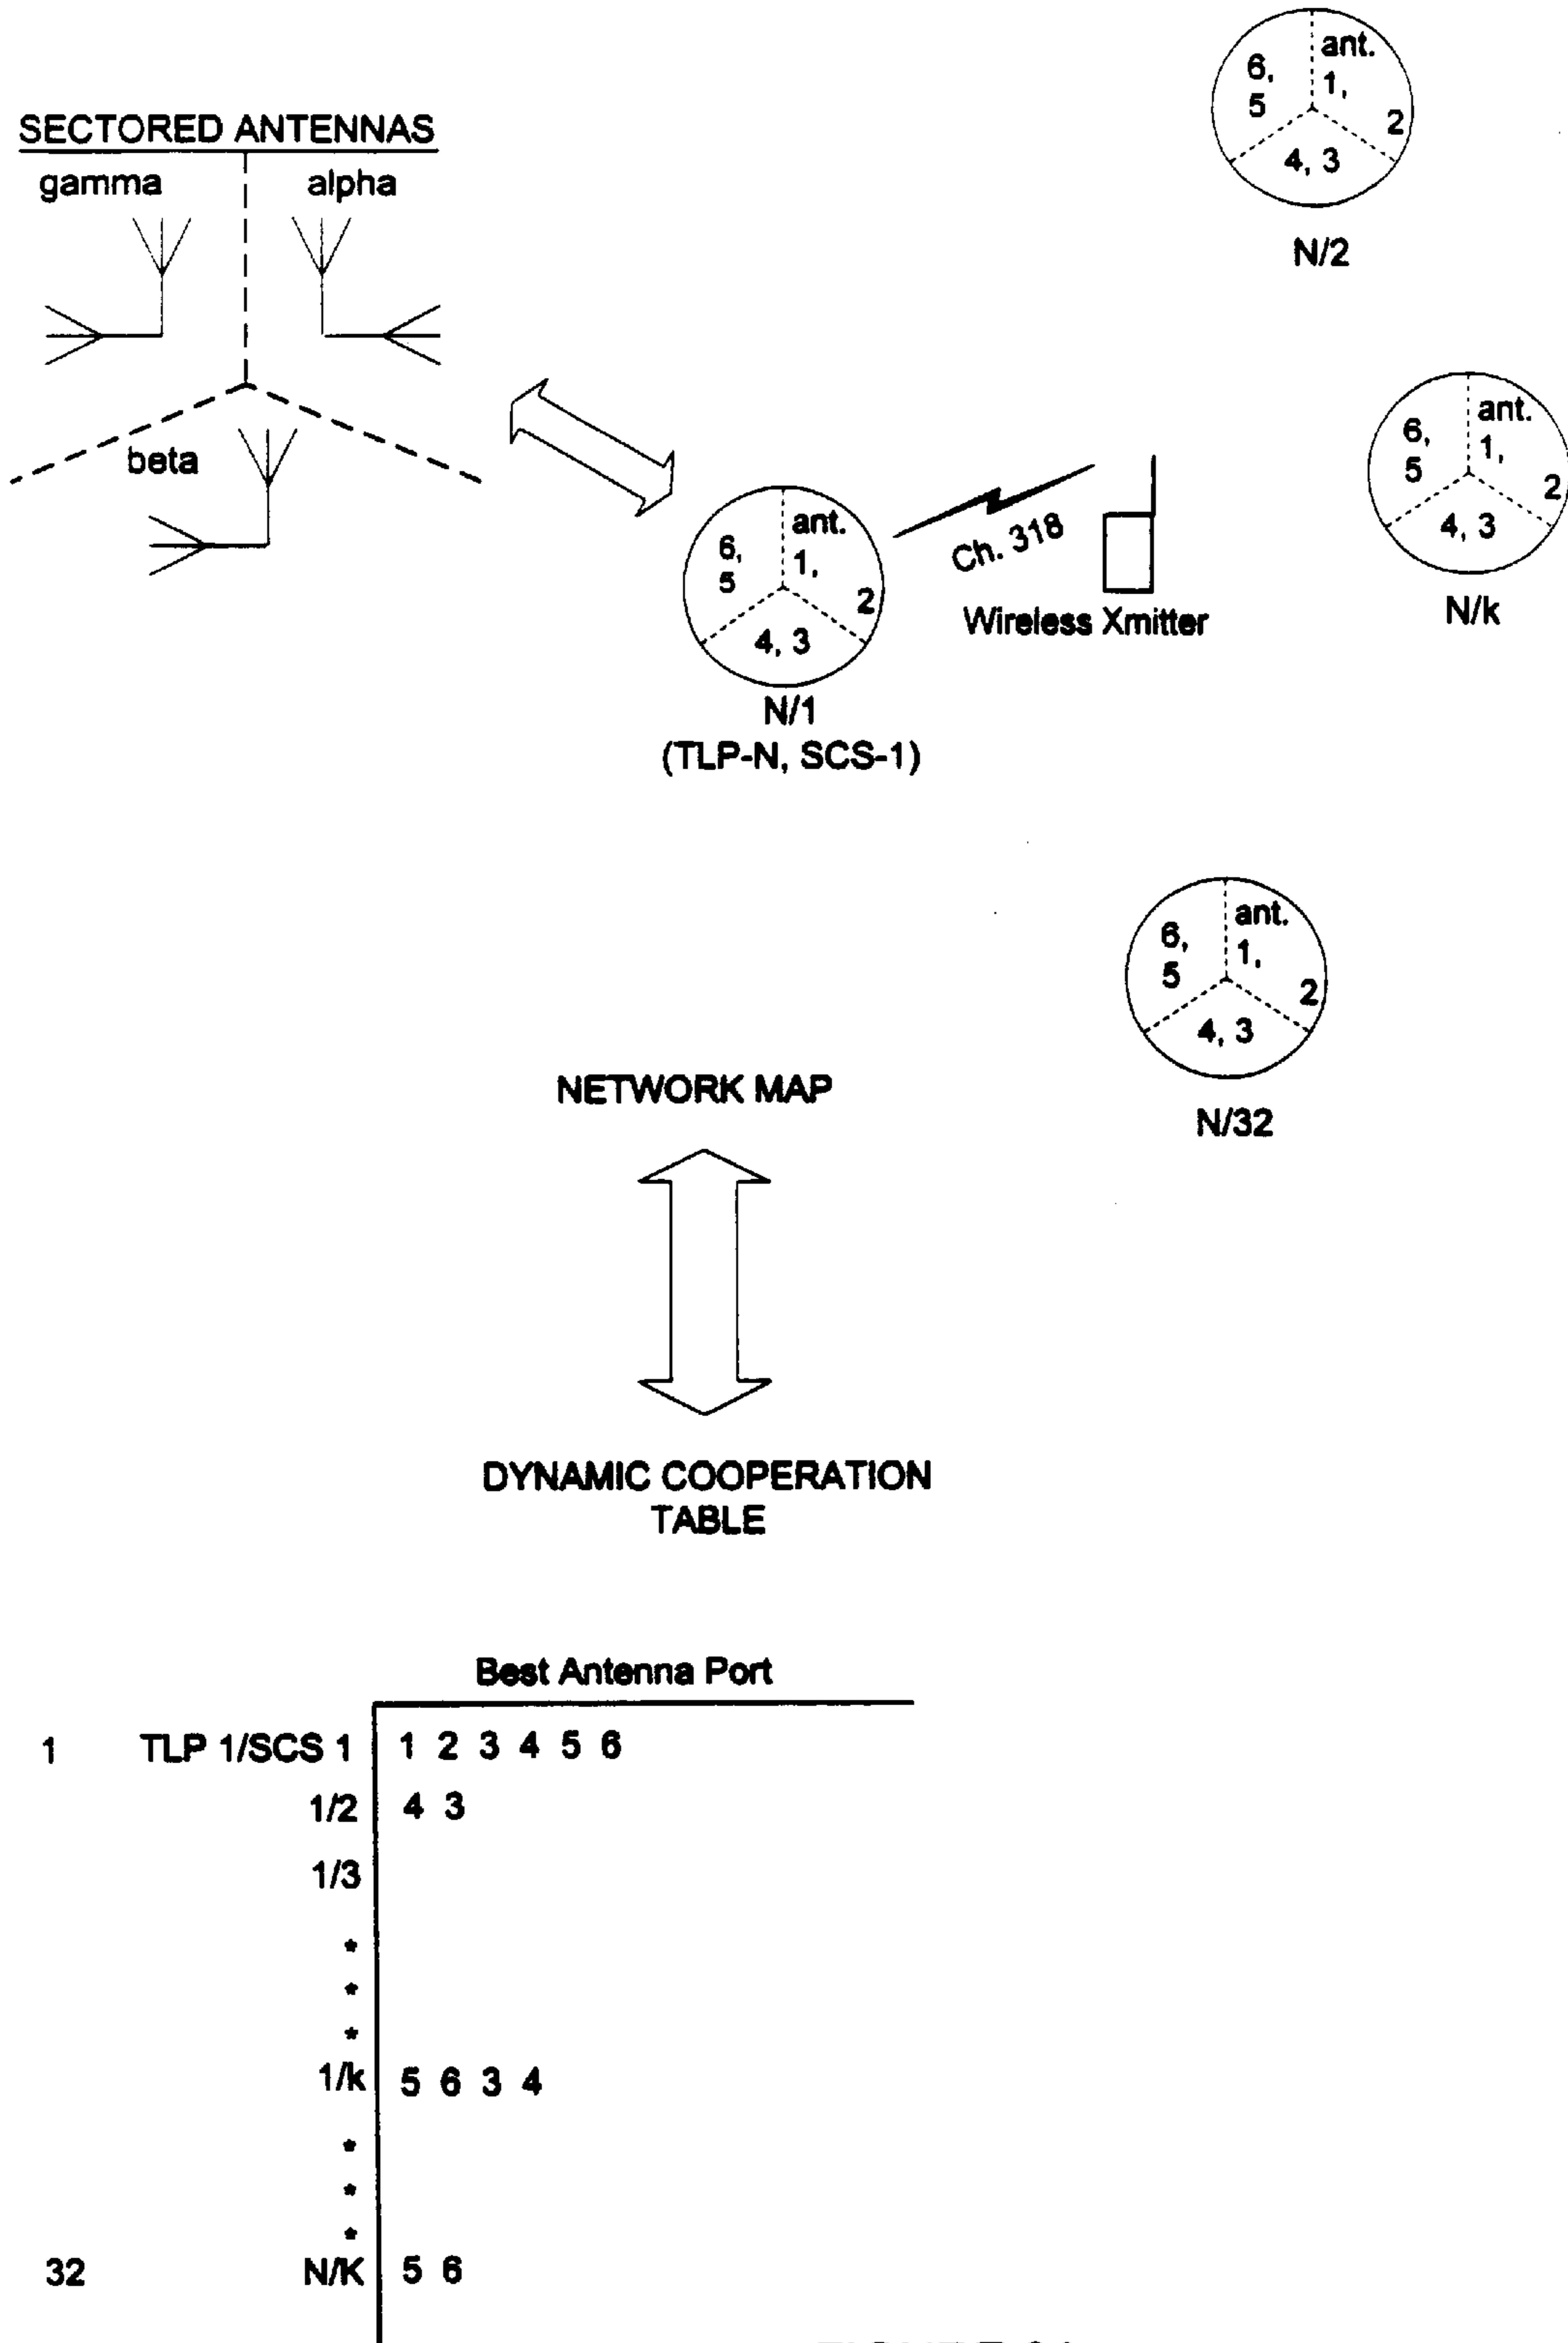 SECTORED ANTENNAS
gamma
alpha
beta
ant.
6, 1,
5 2
4, 3
N/2
ant.
6, 1,
5 2
4, 3
N/k
ant.
6, 1,
5 2
4, 3
N/1
(TLP-N, SCS-1)
Ch. 318
Wireless Xmitter
ant.
6, 1,
5 2
4, 3
N/32
NETWORK MAP
DYNAMIC COOPERATION
TABLE
Best Antenna Port
1 TLP 1/SCS 1 1 2 3 4 5 6
1/2 4 3
1/3
*
*
*
1/k 5 6 3 4
*
*
*
32 N/K 5 6